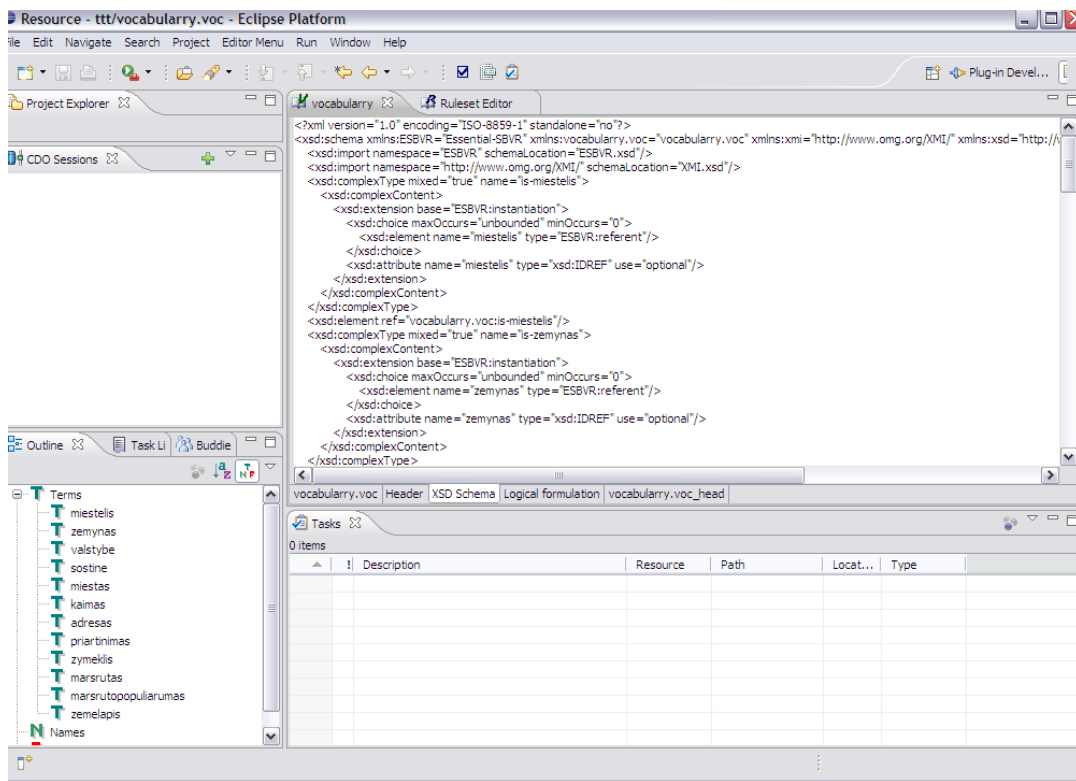 Resource - ttt/vocabularry.voc - Eclipse Platform
File Edit Navigate Search Project Editor Menu Run Window Help
Plug-in Devel...
Project Explorer
CDO Sessions
vocabularry Ruleset Editor
<?xml version="1.0" encoding="ISO-8859-1" standalone="no"?>
<xsd:schema xmlns:ESBVR="Essential-SBVR" xmlns:vocabularry.voc="vocabularry.voc" xmlns:xmi="http://www.omg.org/XMI/" xmlns:xsd="http://
<xsd:import namespace="ESBVR" schemaLocation="ESBVR.xsd"/>
<xsd:import namespace="http://www.omg.org/XMI/" schemaLocation="XMI.xsd"/>
<xsd:complexType mixed="true" name="is-miestelis">
<xsd:complexContent>
<xsd:extension base="ESBVR:instantiation">
<xsd:choice maxOccurs="unbounded" minOccurs="0">
<xsd:element name="miestelis" type="ESBVR:referent"/>
</xsd:choice>
<xsd:attribute name="miestelis" type="xsd:IDREF" use="optional"/>
</xsd:extension>
</xsd:complexContent>
</xsd:complexType>
<xsd:element ref="vocabularry.voc:is-miestelis"/>
<xsd:complexType mixed="true" name="is-zemynas">
<xsd:complexContent>
<xsd:extension base="ESBVR:instantiation">
<xsd:choice maxOccurs="unbounded" minOccurs="0">
<xsd:element name="zemynas" type="ESBVR:referent"/>
</xsd:choice>
<xsd:attribute name="zemynas" type="xsd:IDREF" use="optional"/>
</xsd:extension>
</xsd:complexContent>
</xsd:complexType>
vocabularry.voc Header XSD Schema Logical formulation vocabularry.voc_head
Outline Task Li Buddie
Terms
miestelis
zemynas
valstybe
sostine
miestas
kaimas
adresas
priartinimas
zymeklis
marsrutas
marsrutopopuliarumas
zemelapis
Names
Tasks
0 items
! Description Resource Path Locat... Type